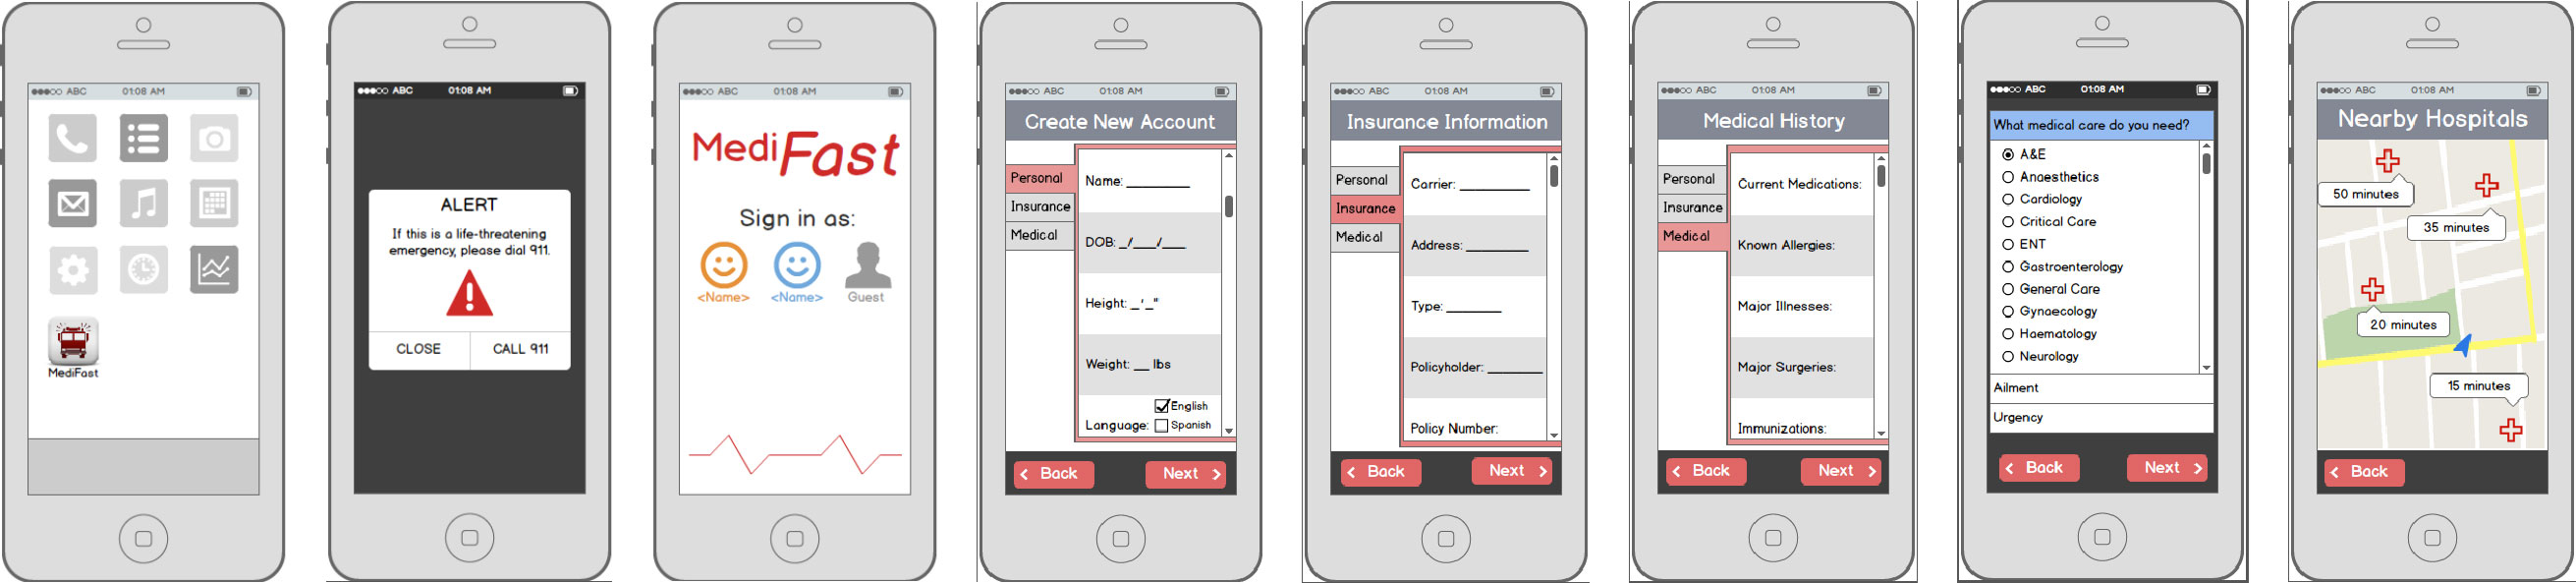 ABC 01:08 AM
MediFast
ABC 01:08 AM
ALERT
If this is a life-threatening
emergency, please dial 911.
CLOSE CALL 911
ABC 01:08 AM
MediFast
Sign in as:
<Name> <Name> Guest
ABC 01:08 AM
Create New Account
Personal
Insurance
Medical
Name: ________
DOB: _/___/___
Height: _'_"
Weight: __ lbs
Language: English
Spanish
< Back Next >
ABC 01:08 AM
Insurance Information
Personal
Insurance
Medical
Carrier: _________
Address: ________
Type: _______
Policyholder: _______
Policy Number:
< Back Next >
ABC 01:08 AM
Medical History
Personal
Insurance
Medical
Current Medications:
Known Allergies:
Major Illnesses:
Major Surgeries:
Immunizations:
< Back Next >
ABC 01:08 AM
What medical care do you need?
A&E
Anaesthetics
Cardiology
Critical Care
ENT
Gastroenterology
General Care
Gynaecology
Haematology
Neurology
Ailment
Urgency
< Back Next >
ABC 01:08 AM
Nearby Hospitals
50 minutes
35 minutes
20 minutes
15 minutes
< Back